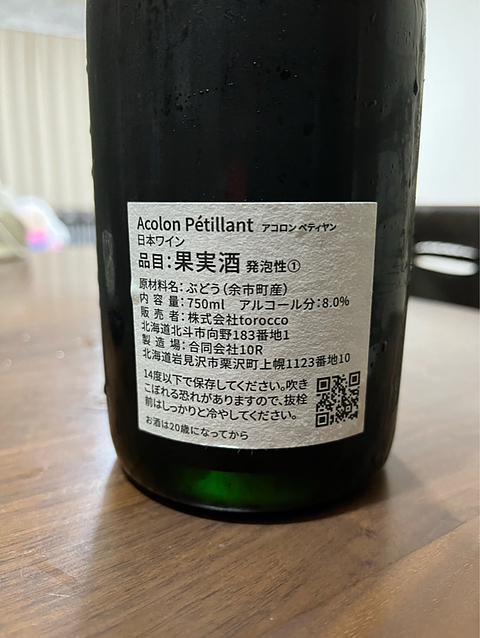 Acolon Pétillant アコロン ペティヤン
日本ワイン
品目:果実酒 発泡性①
原材料名:ぶどう(余市町産)
内容量:750ml アルコール分:8.0%
販売者:株式会社torocco
北海道北斗市向野183番地1
製造場:合同会社10R
北海道岩見沢市栗沢町上幌1123番地10
14度以下で保存してください。吹き
こぼれる恐れがありますので、抜栓
前はしっかりと冷やしてください。
お酒は20歳になってから